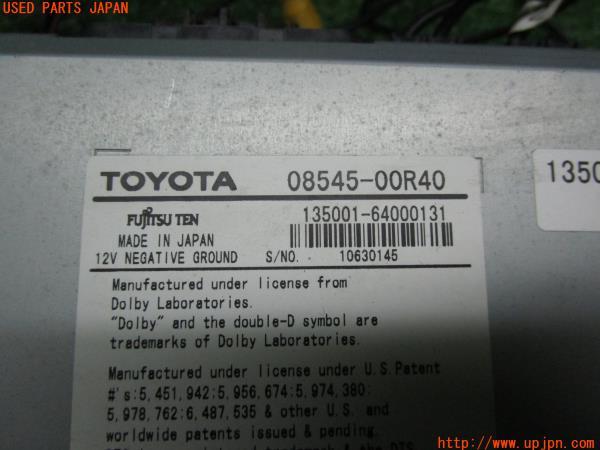 USED PARTS JAPAN
TOYOTA 08545-00R40
FUJITSU TEN 135001-64000131
MADE IN JAPAN
12V NEGATIVE GROUND S/NO. 10630145
Manufactured under license from
Dolby Laboratories.
"Dolby" and the double-D symbol are
trademarks of Dolby Laboratories.
Manufactured under license under U.S. Patent
#'s:5,451,942:5,956,674:5,974,380:
5,978,762:6,487,535 & other U.S. and
worldwide patents issued & pending.
1350
http://www.upjpn.com